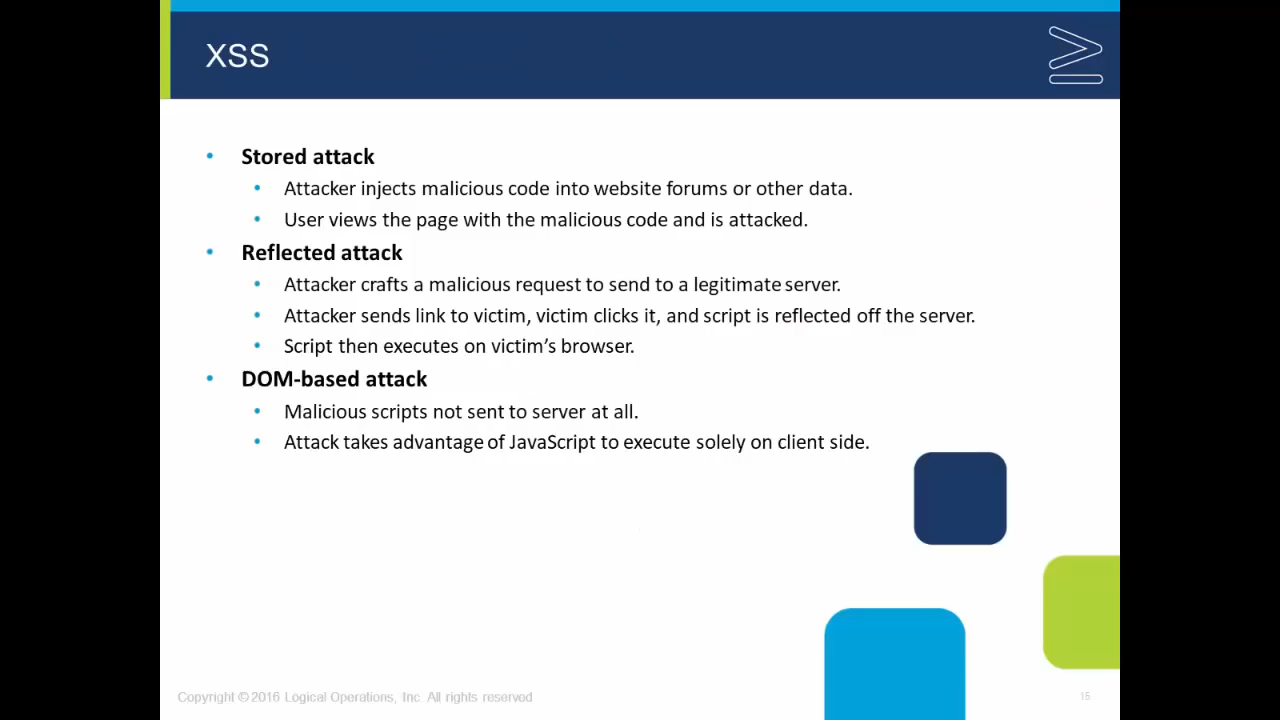 XSS
Stored attack
Attacker injects malicious code into website forums or other data.
User views the page with the malicious code and is attacked.
Reflected attack
Attacker crafts a malicious request to send to a legitimate server.
Attacker sends link to victim, victim clicks it, and script is reflected off the server.
Script then executes on victim's browser.
DOM-based attack
Malicious scripts not sent to server at all.
Attack takes advantage of JavaScript to execute solely on client side.
Copyright © 2016 Logical Operations, Inc. All rights reserved
15